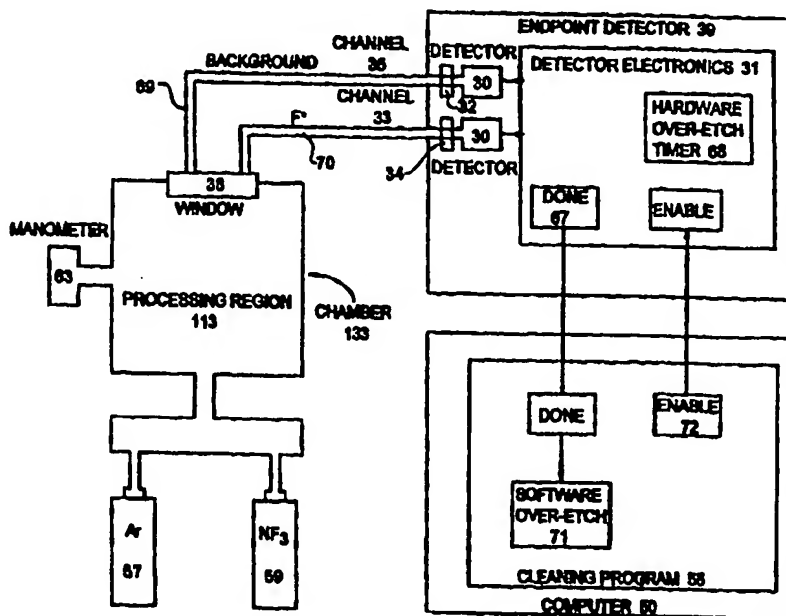 ENDPOINT DETECTOR 39
CHANNEL
36
BACKGROUND
DETECTOR
30
DETECTOR ELECTRONICS 31
69
CHANNEL
33
32
F*
70
30
34
DETECTOR
HARDWARE
OVER-ETCH
TIMER 68
38
WINDOW
DONE
67
ENABLE
MANOMETER
63
PROCESSING REGION
113
CHAMBER
133
DONE
ENABLE
72
SOFTWARE
OVER-ETCH
71
Ar
57
NF3
59
CLEANING PROGRAM 55
COMPUTER 50